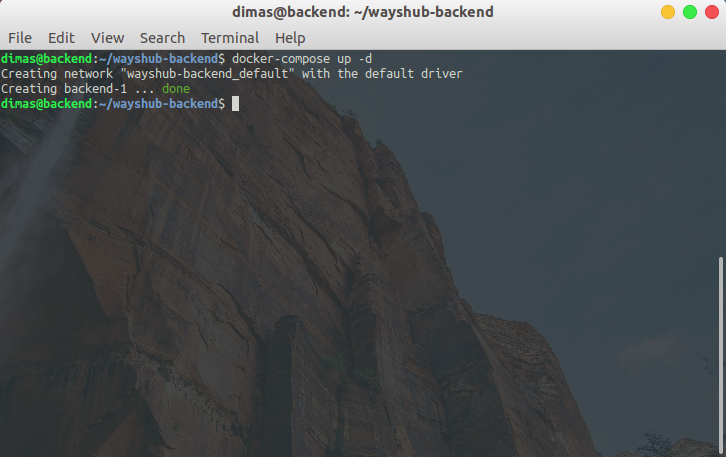 dimas@backend: ~/wayshub-backend
File Edit View Search Terminal Help
dimas@backend:~/wayshub-backend$ docker-compose up -d
Creating network "wayshub-backend_default" with the default driver
Creating backend-1 ... done
dimas@backend:~/wayshub-backend$